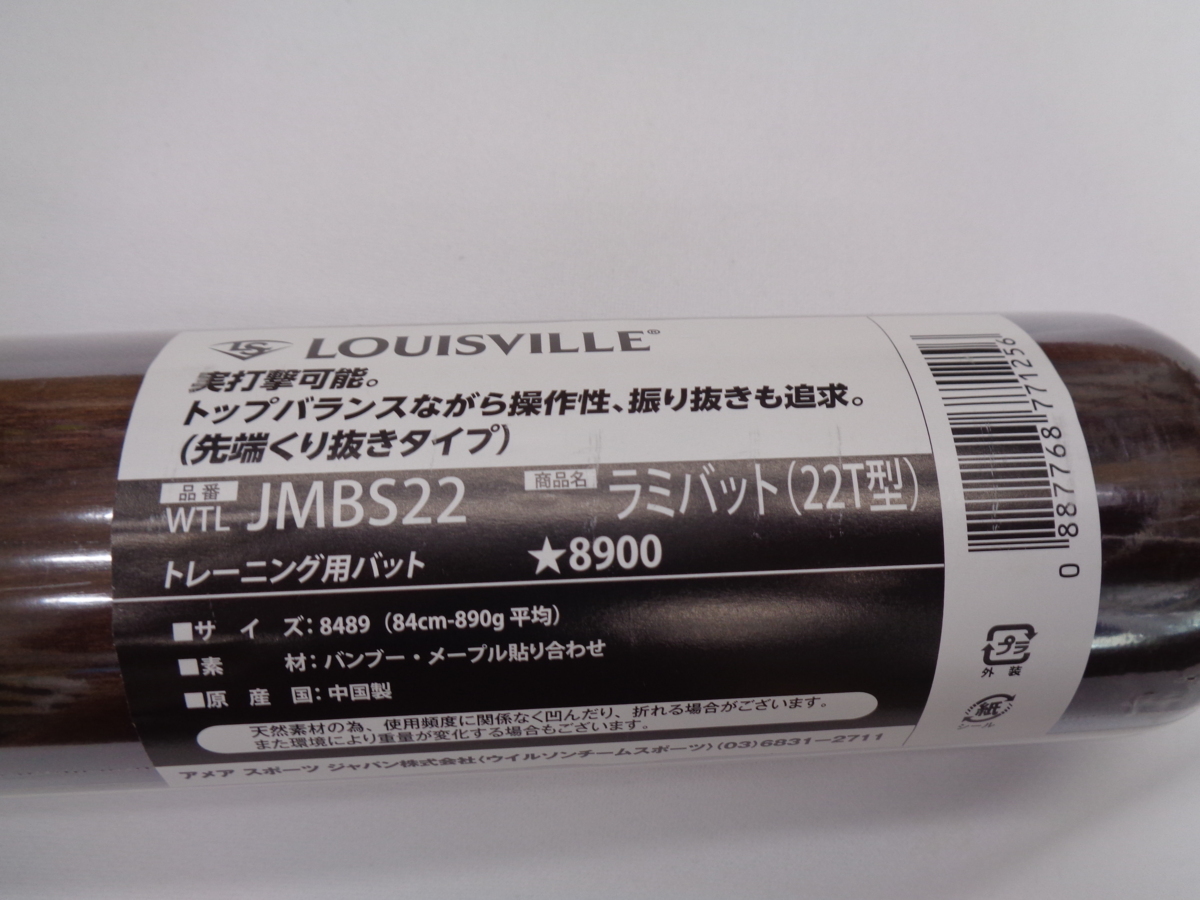 LS LOUISVILLE®
実打撃可能。
トップバランスながら操作性、振り抜きも追求。
(先端くり抜きタイプ)
品番 WTL JMBS22 商品名 ラミバット(22T型)
トレーニング用バット ★8900
■サイズ:8489 (84cm-890g 平均)
■素材:バンブー・メープル貼り合わせ
■原産国:中国製
天然素材の為、使用頻度に関係なく凹んだり、折れる場合がございます。
また環境により重量が変化する場合もございます。
アメア スポーツ ジャパン株式会社(ウイルソンチームスポーツ)(03)6831-2711
0 887768 771256
プラ
外装
紙
シール